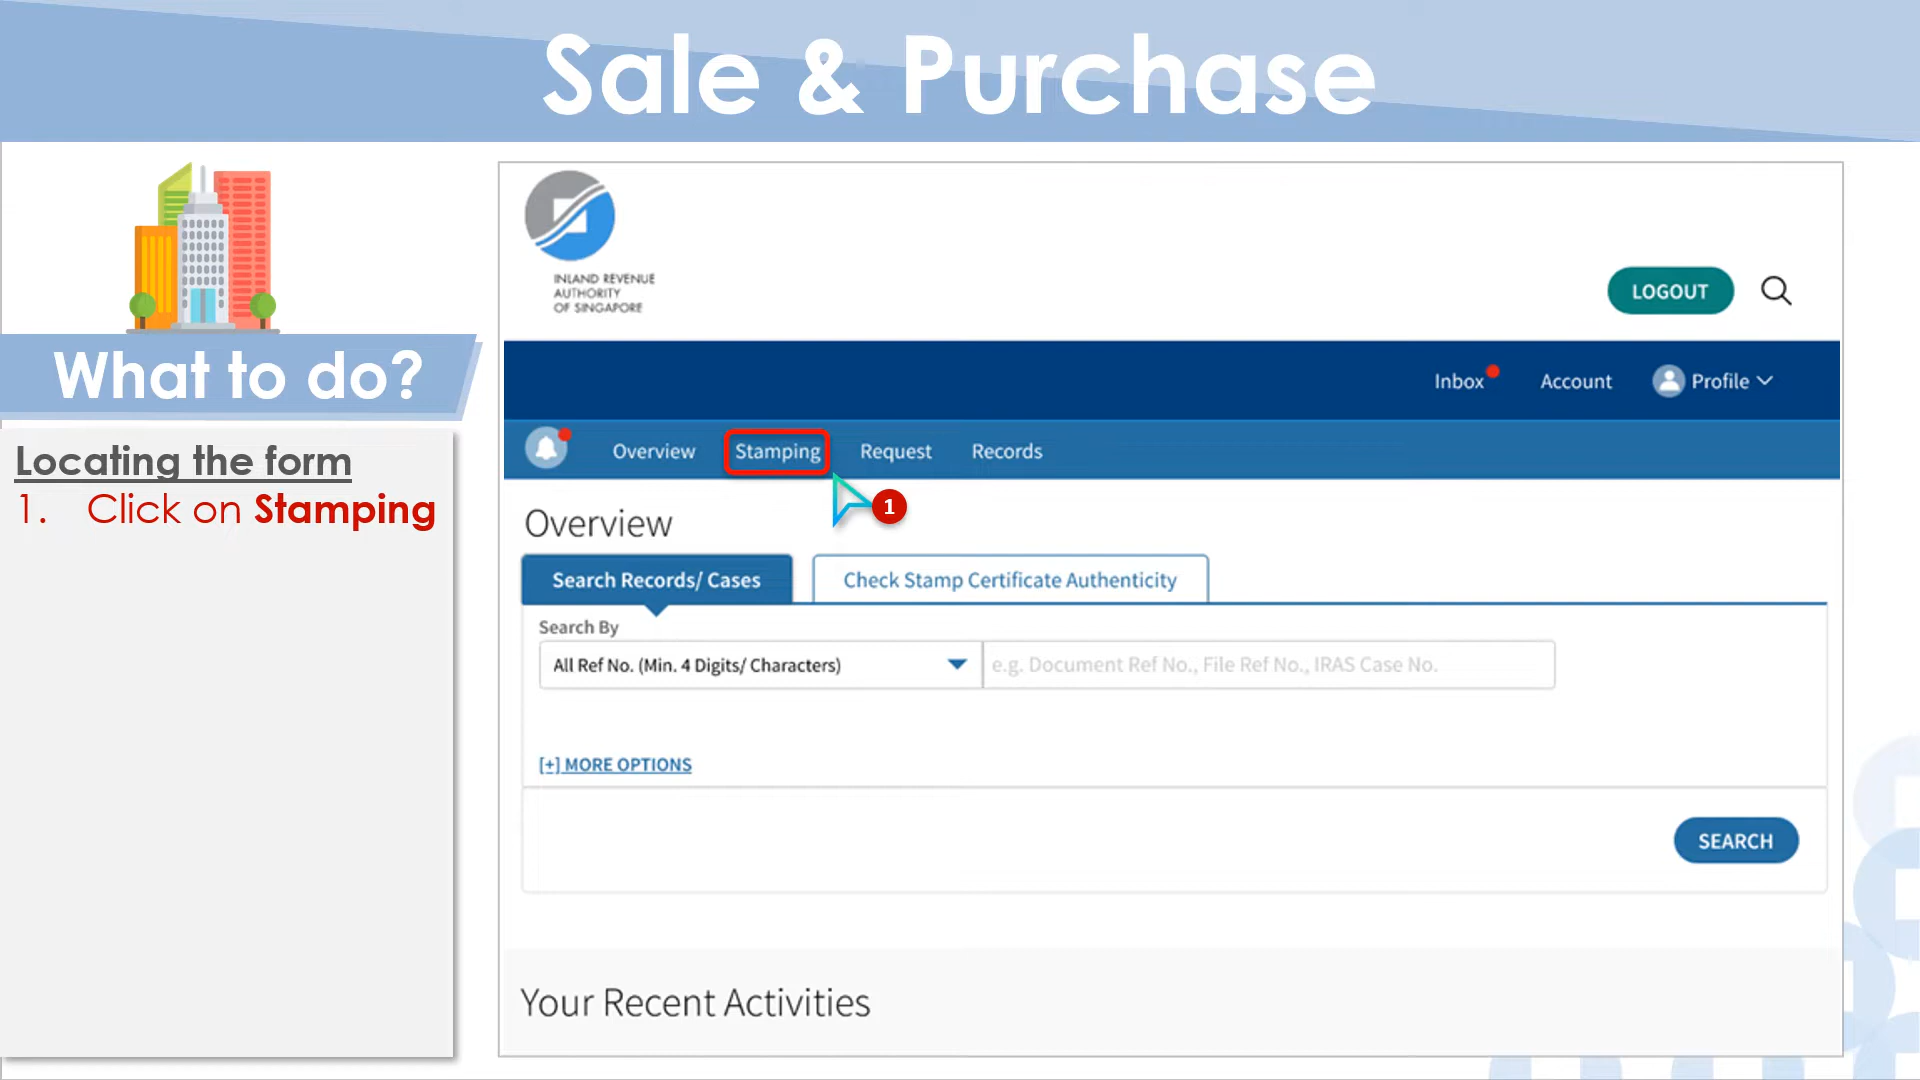 Sale & Purchase
What to do?
Locating the form
1. Click on Stamping
INLAND REVENUE
AUTHORITY
OF SINGAPORE
LOGOUT
Inbox Account Profile
Overview Stamping Request Records
1
Overview
Search Records/ Cases Check Stamp Certificate Authenticity
Search By
All Ref No. (Min. 4 Digits/ Characters) e.g. Document Ref No., File Ref No., IRAS Case No.
[+] MORE OPTIONS
SEARCH
Your Recent Activities